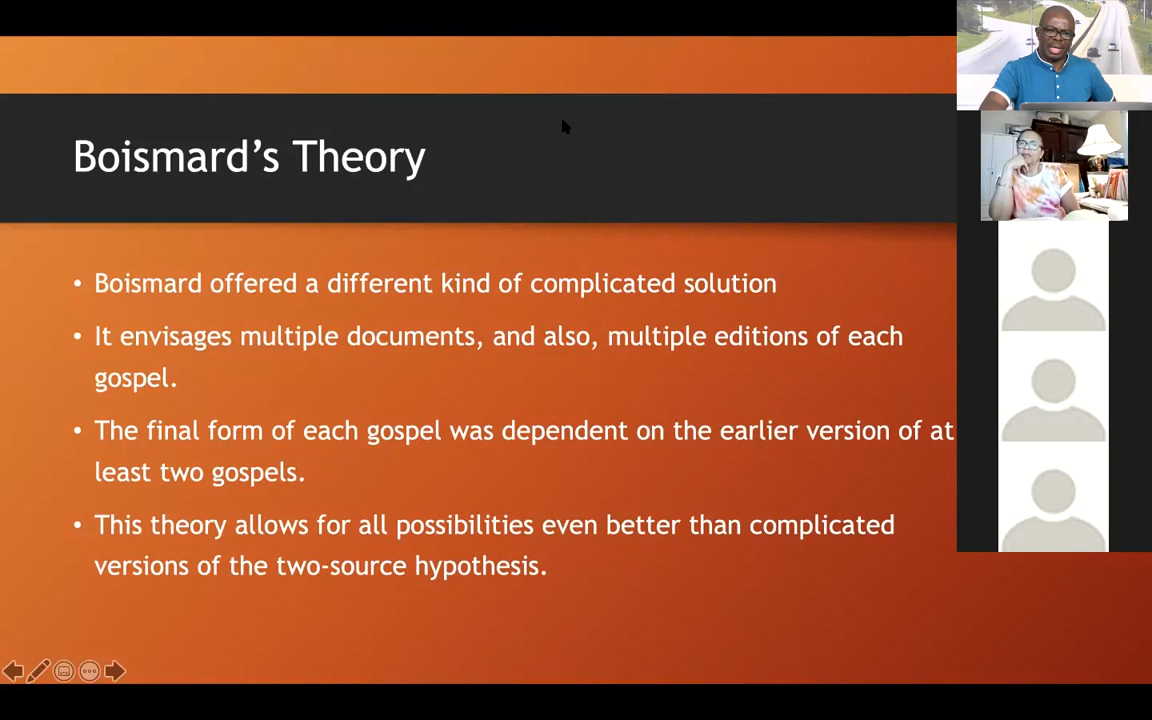 Boismard’s Theory
• Boismard offered a different kind of complicated solution
• It envisages multiple documents, and also, multiple editions of each
gospel.
• The final form of each gospel was dependent on the earlier version of at
least two gospels.
• This theory allows for all possibilities even better than complicated
versions of the two-source hypothesis.